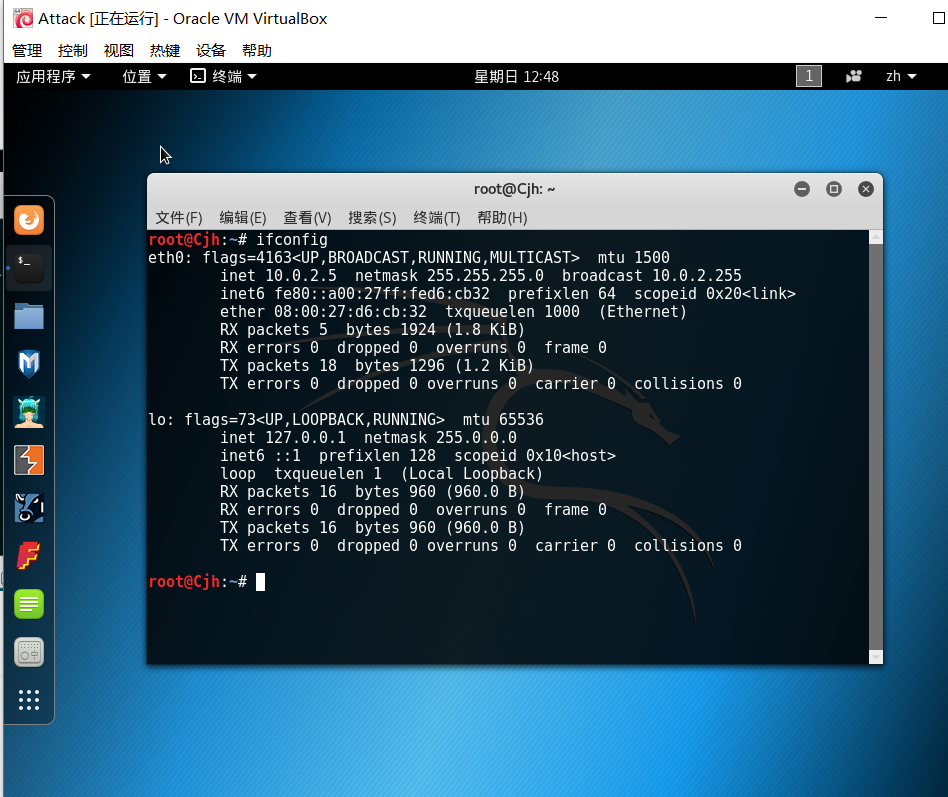 Attack [正在运行] - Oracle VM VirtualBox
管理 控制 视图 热键 设备 帮助
应用程序 位置 终端 星期日 12:48 1 zh
root@Cjh: ~
文件(F) 编辑(E) 查看(V) 搜索(S) 终端(T) 帮助(H)
root@Cjh:~# ifconfig
eth0: flags=4163<UP,BROADCAST,RUNNING,MULTICAST>  mtu 1500
        inet 10.0.2.5  netmask 255.255.255.0  broadcast 10.0.2.255
        inet6 fe80::a00:27ff:fed6:cb32  prefixlen 64  scopeid 0x20<link>
        ether 08:00:27:d6:cb:32  txqueuelen 1000  (Ethernet)
        RX packets 5  bytes 1924 (1.8 KiB)
        RX errors 0  dropped 0  overruns 0  frame 0
        TX packets 18  bytes 1296 (1.2 KiB)
        TX errors 0  dropped 0 overruns 0  carrier 0  collisions 0
lo: flags=73<UP,LOOPBACK,RUNNING>  mtu 65536
        inet 127.0.0.1  netmask 255.0.0.0
        inet6 ::1  prefixlen 128  scopeid 0x10<host>
        loop  txqueuelen 1  (Local Loopback)
        RX packets 16  bytes 960 (960.0 B)
        RX errors 0  dropped 0  overruns 0  frame 0
        TX packets 16  bytes 960 (960.0 B)
        TX errors 0  dropped 0 overruns 0  carrier 0  collisions 0
root@Cjh:~#